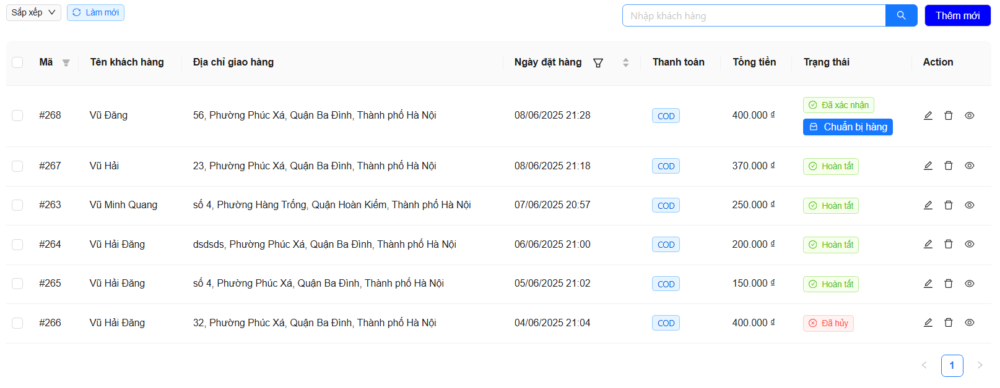 Sắp xếp Làm mới Nhập khách hàng Thêm mới
Mã Tên khách hàng Địa chỉ giao hàng Ngày đặt hàng Thanh toán Tổng tiền Trạng thái Action
#268 Vũ Đăng 56, Phường Phúc Xá, Quận Ba Đình, Thành phố Hà Nội 08/06/2025 21:28 COD 400.000 ₫ Đã xác nhận
Chuẩn bị hàng
#267 Vũ Hải 23, Phường Phúc Xá, Quận Ba Đình, Thành phố Hà Nội 08/06/2025 21:18 COD 370.000 ₫ Hoàn tất
#263 Vũ Minh Quang số 4, Phường Hàng Trống, Quận Hoàn Kiếm, Thành phố Hà Nội 07/06/2025 20:57 COD 250.000 ₫ Hoàn tất
#264 Vũ Hải Đăng dsdsds, Phường Phúc Xá, Quận Ba Đình, Thành phố Hà Nội 06/06/2025 21:00 COD 200.000 ₫ Hoàn tất
#265 Vũ Hải Đăng số 4, Phường Phúc Xá, Quận Ba Đình, Thành phố Hà Nội 05/06/2025 21:02 COD 150.000 ₫ Hoàn tất
#266 Vũ Hải Đăng 32, Phường Phúc Xá, Quận Ba Đình, Thành phố Hà Nội 04/06/2025 21:04 COD 400.000 ₫ Đã hủy
1